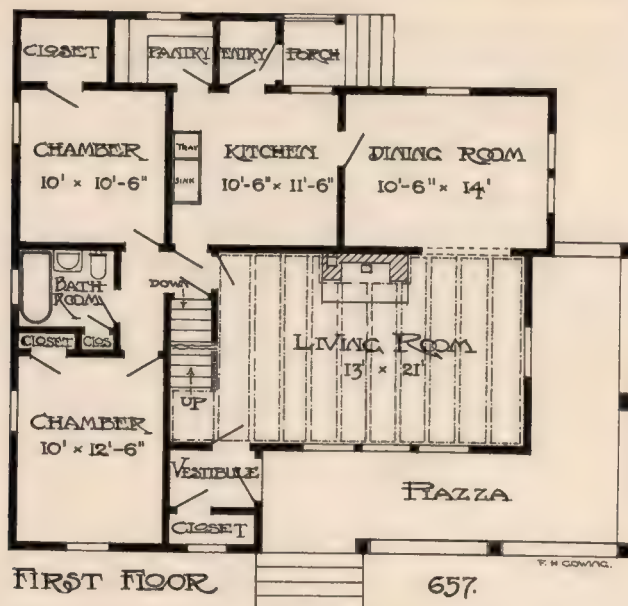 CLOSET
PANTRY
ENTRY
PORCH
CHAMBER
10' × 10'-6"
TRAY
SINK
KITCHEN
10'-6" × 11'-6"
DINING ROOM
10'-6" × 14'
BATH-
ROOM
DOWN
CLOSET
CLOS.
LIVING ROOM
13' × 21'
UP
CHAMBER
10' × 12'-6"
VESTIBULE
CLOSET
PIAZZA
F. H. GOWING.
FIRST FLOOR
657.